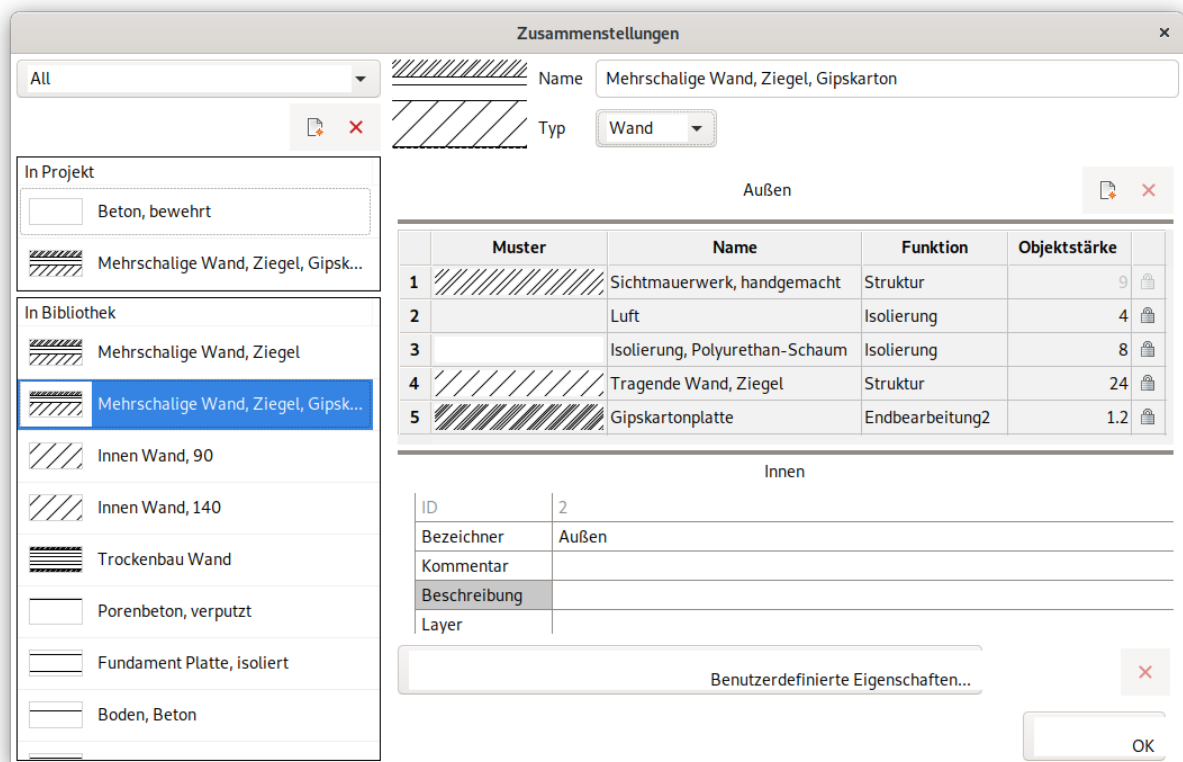 Zusammenstellungen
All
In Projekt
Beton, bewehrt
Mehrschalige Wand, Ziegel, Gipsk...
In Bibliothek
Mehrschalige Wand, Ziegel
Mehrschalige Wand, Ziegel, Gipsk...
Innen Wand, 90
Innen Wand, 140
Trockenbau Wand
Porenbeton, verputzt
Fundament Platte, isoliert
Boden, Beton
Name Mehrschalige Wand, Ziegel, Gipskarton
Typ Wand
Außen
Muster Name Funktion Objektstärke
1 Sichtmauerwerk, handgemacht Struktur 9
2 Luft Isolierung 4
3 Isolierung, Polyurethan-Schaum Isolierung 8
4 Tragende Wand, Ziegel Struktur 24
5 Gipskartonplatte Endbearbeitung2 1.2
Innen
ID 2
Bezeichner Außen
Kommentar
Beschreibung
Layer
Benutzerdefinierte Eigenschaften...
OK